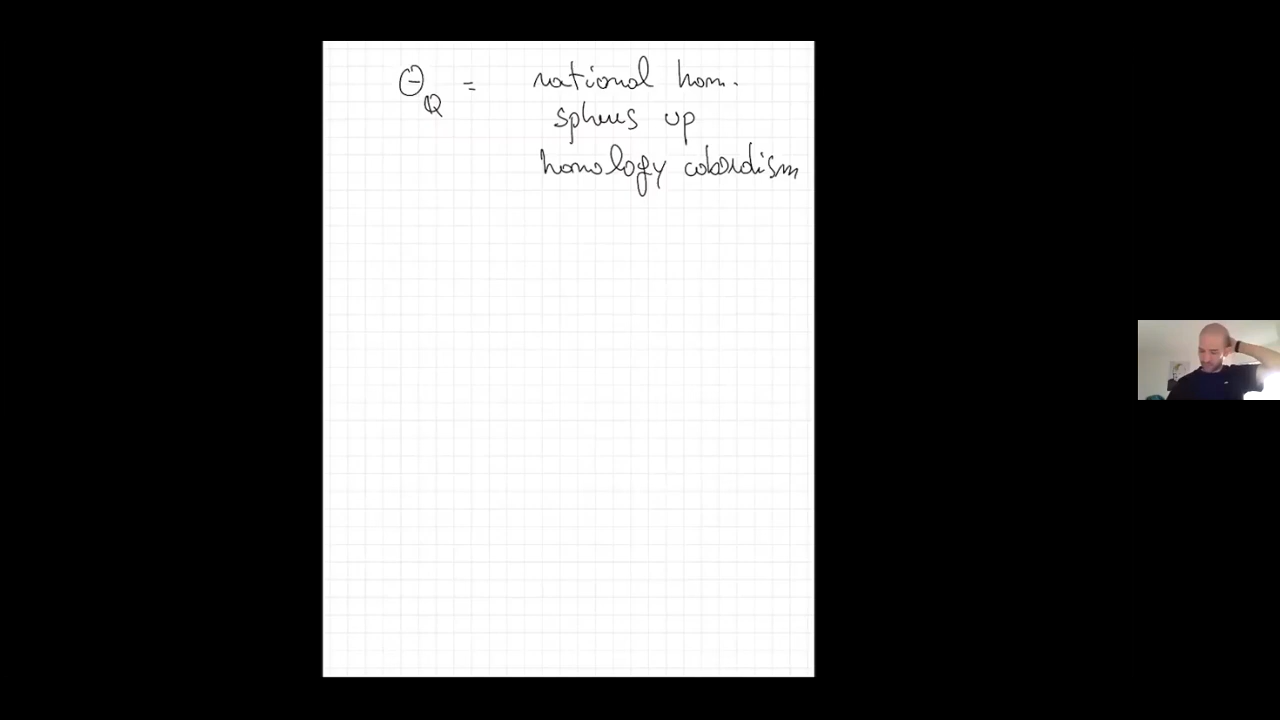 Θ_ℚ = rational hom.
spheres up
homology cobordism